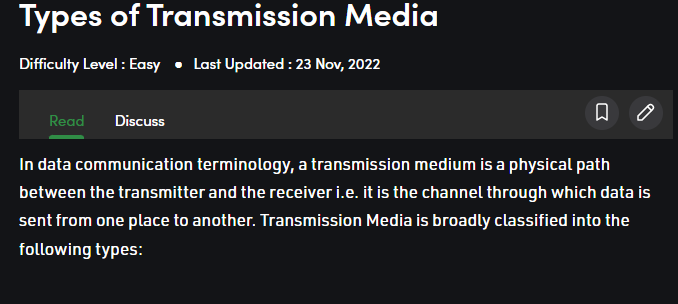 Types of Transmission Media
Difficulty Level : Easy ● Last Updated : 23 Nov, 2022
Read Discuss
In data communication terminology, a transmission medium is a physical path
between the transmitter and the receiver i.e. it is the channel through which data is
sent from one place to another. Transmission Media is broadly classified into the
following types: